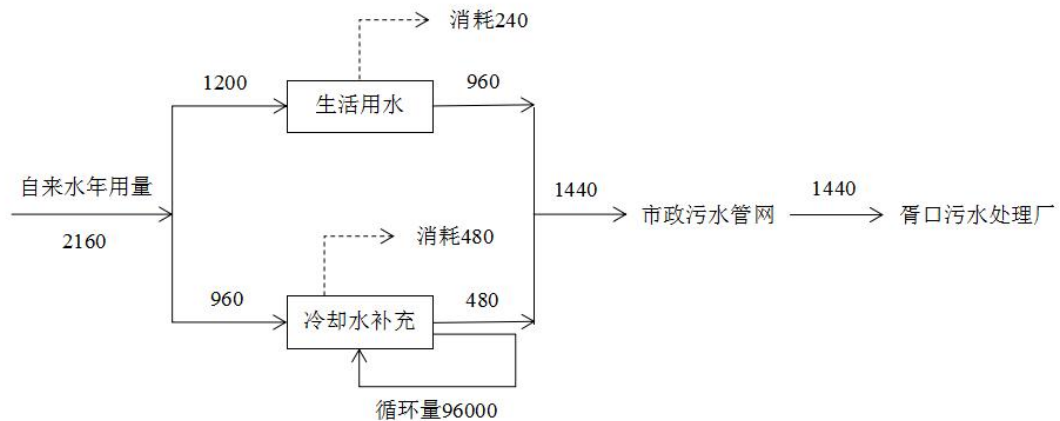 消耗240
1200
生活用水
960
自来水年用量
2160
1440
市政污水管网
1440
胥口污水处理厂
消耗480
960
冷却水补充
480
循环量96000